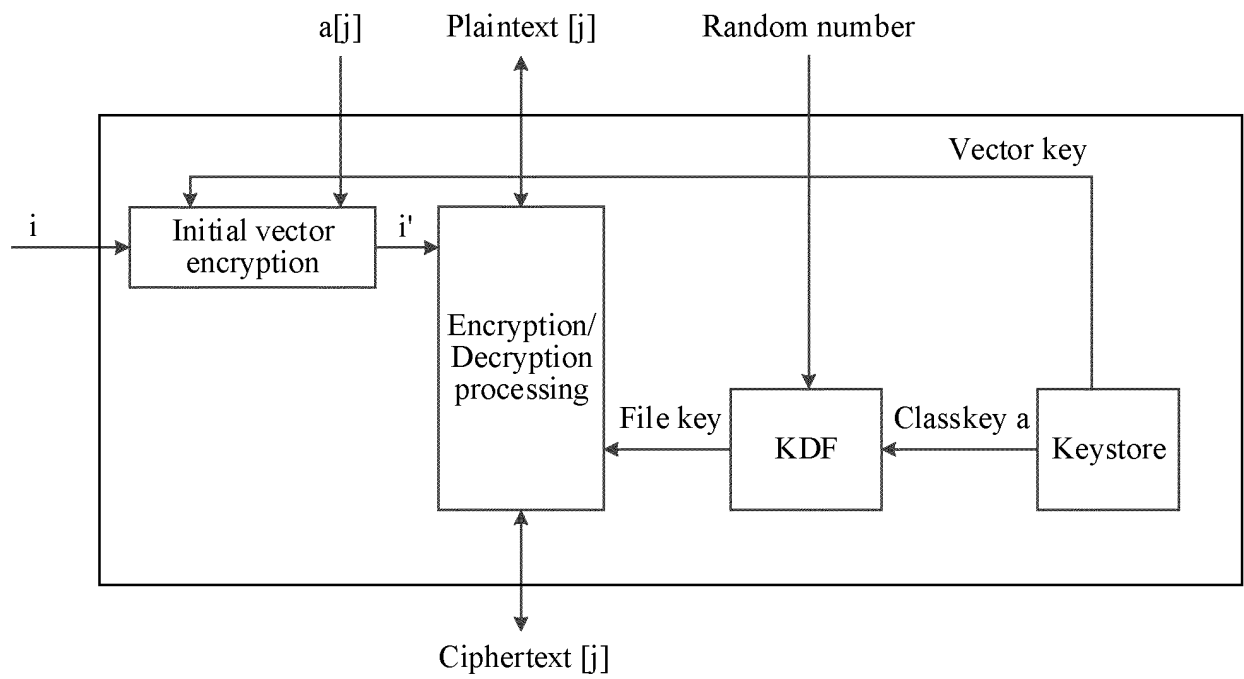 a[j]
Plaintext [j]
Random number
Vector key
i
Initial vector
encryption
i'
Encryption/
Decryption
processing
File key
KDF
Classkey a
Keystore
Ciphertext [j]